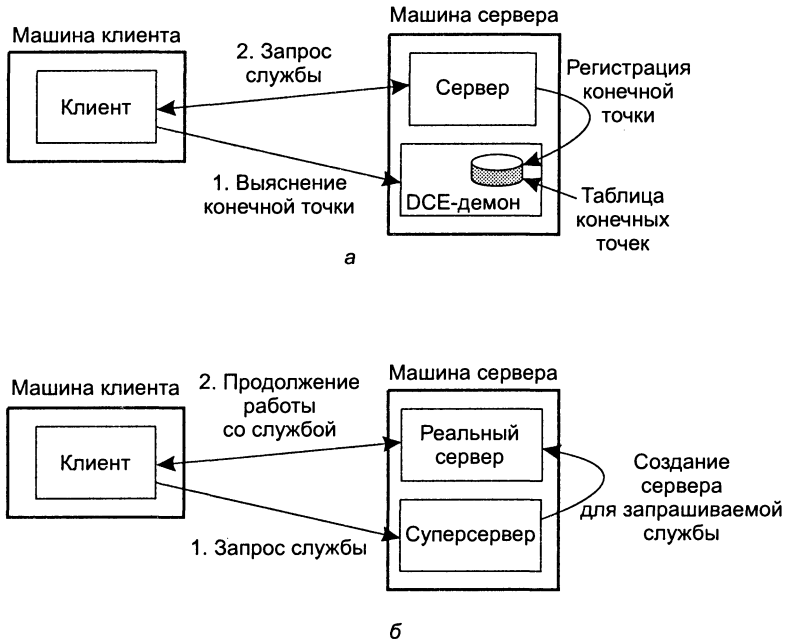 Машина клиента
Клиент
2. Запрос
службы
1. Выяснение
конечной точки
Машина сервера
Сервер
DCE-демон
Регистрация
конечной
точки
Таблица
конечных
точек
а
Машина клиента
Клиент
2. Продолжение
работы
со службой
1. Запрос службы
Машина сервера
Реальный
сервер
Суперсервер
Создание
сервера
для запрашиваемой
службы
б